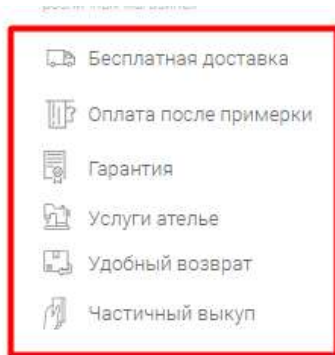 Бесплатная доставка
Оплата после примерки
Гарантия
Услуги ателье
Удобный возврат
Частичный выкуп